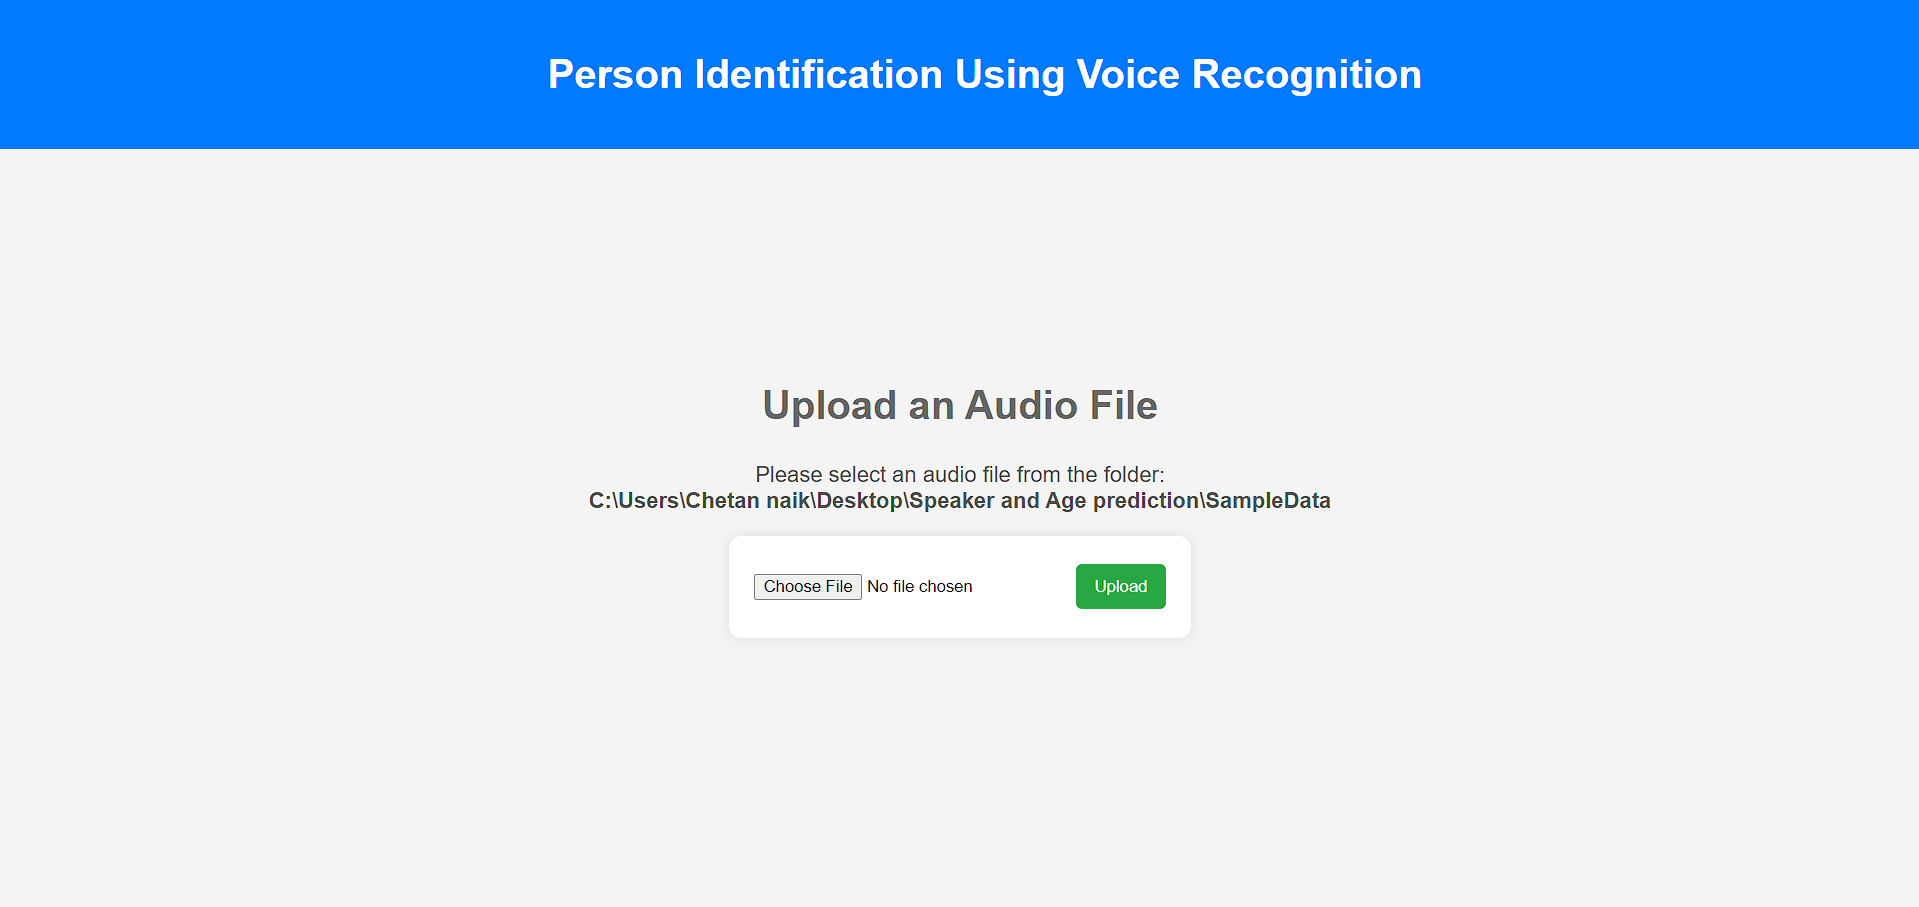 Person Identification Using Voice Recognition
Upload an Audio File
Please select an audio file from the folder:
C:\Users\Chetan naik\Desktop\Speaker and Age prediction\SampleData
Choose File No file chosen Upload